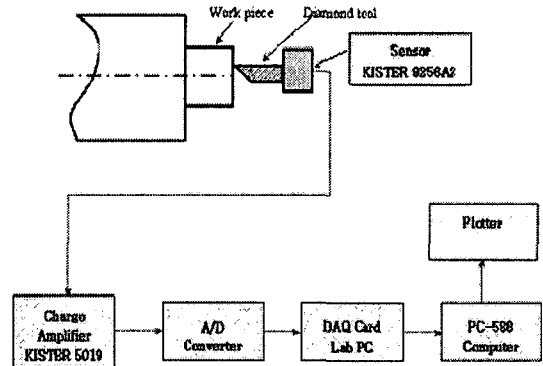 Work piece
Diamond tool
Sensor
KISTER 9256A2
Plotter
Charge
Amplifier
KISTER 5019
A/D
Converter
DAQ Card
Lab PC
PC-586
Computer